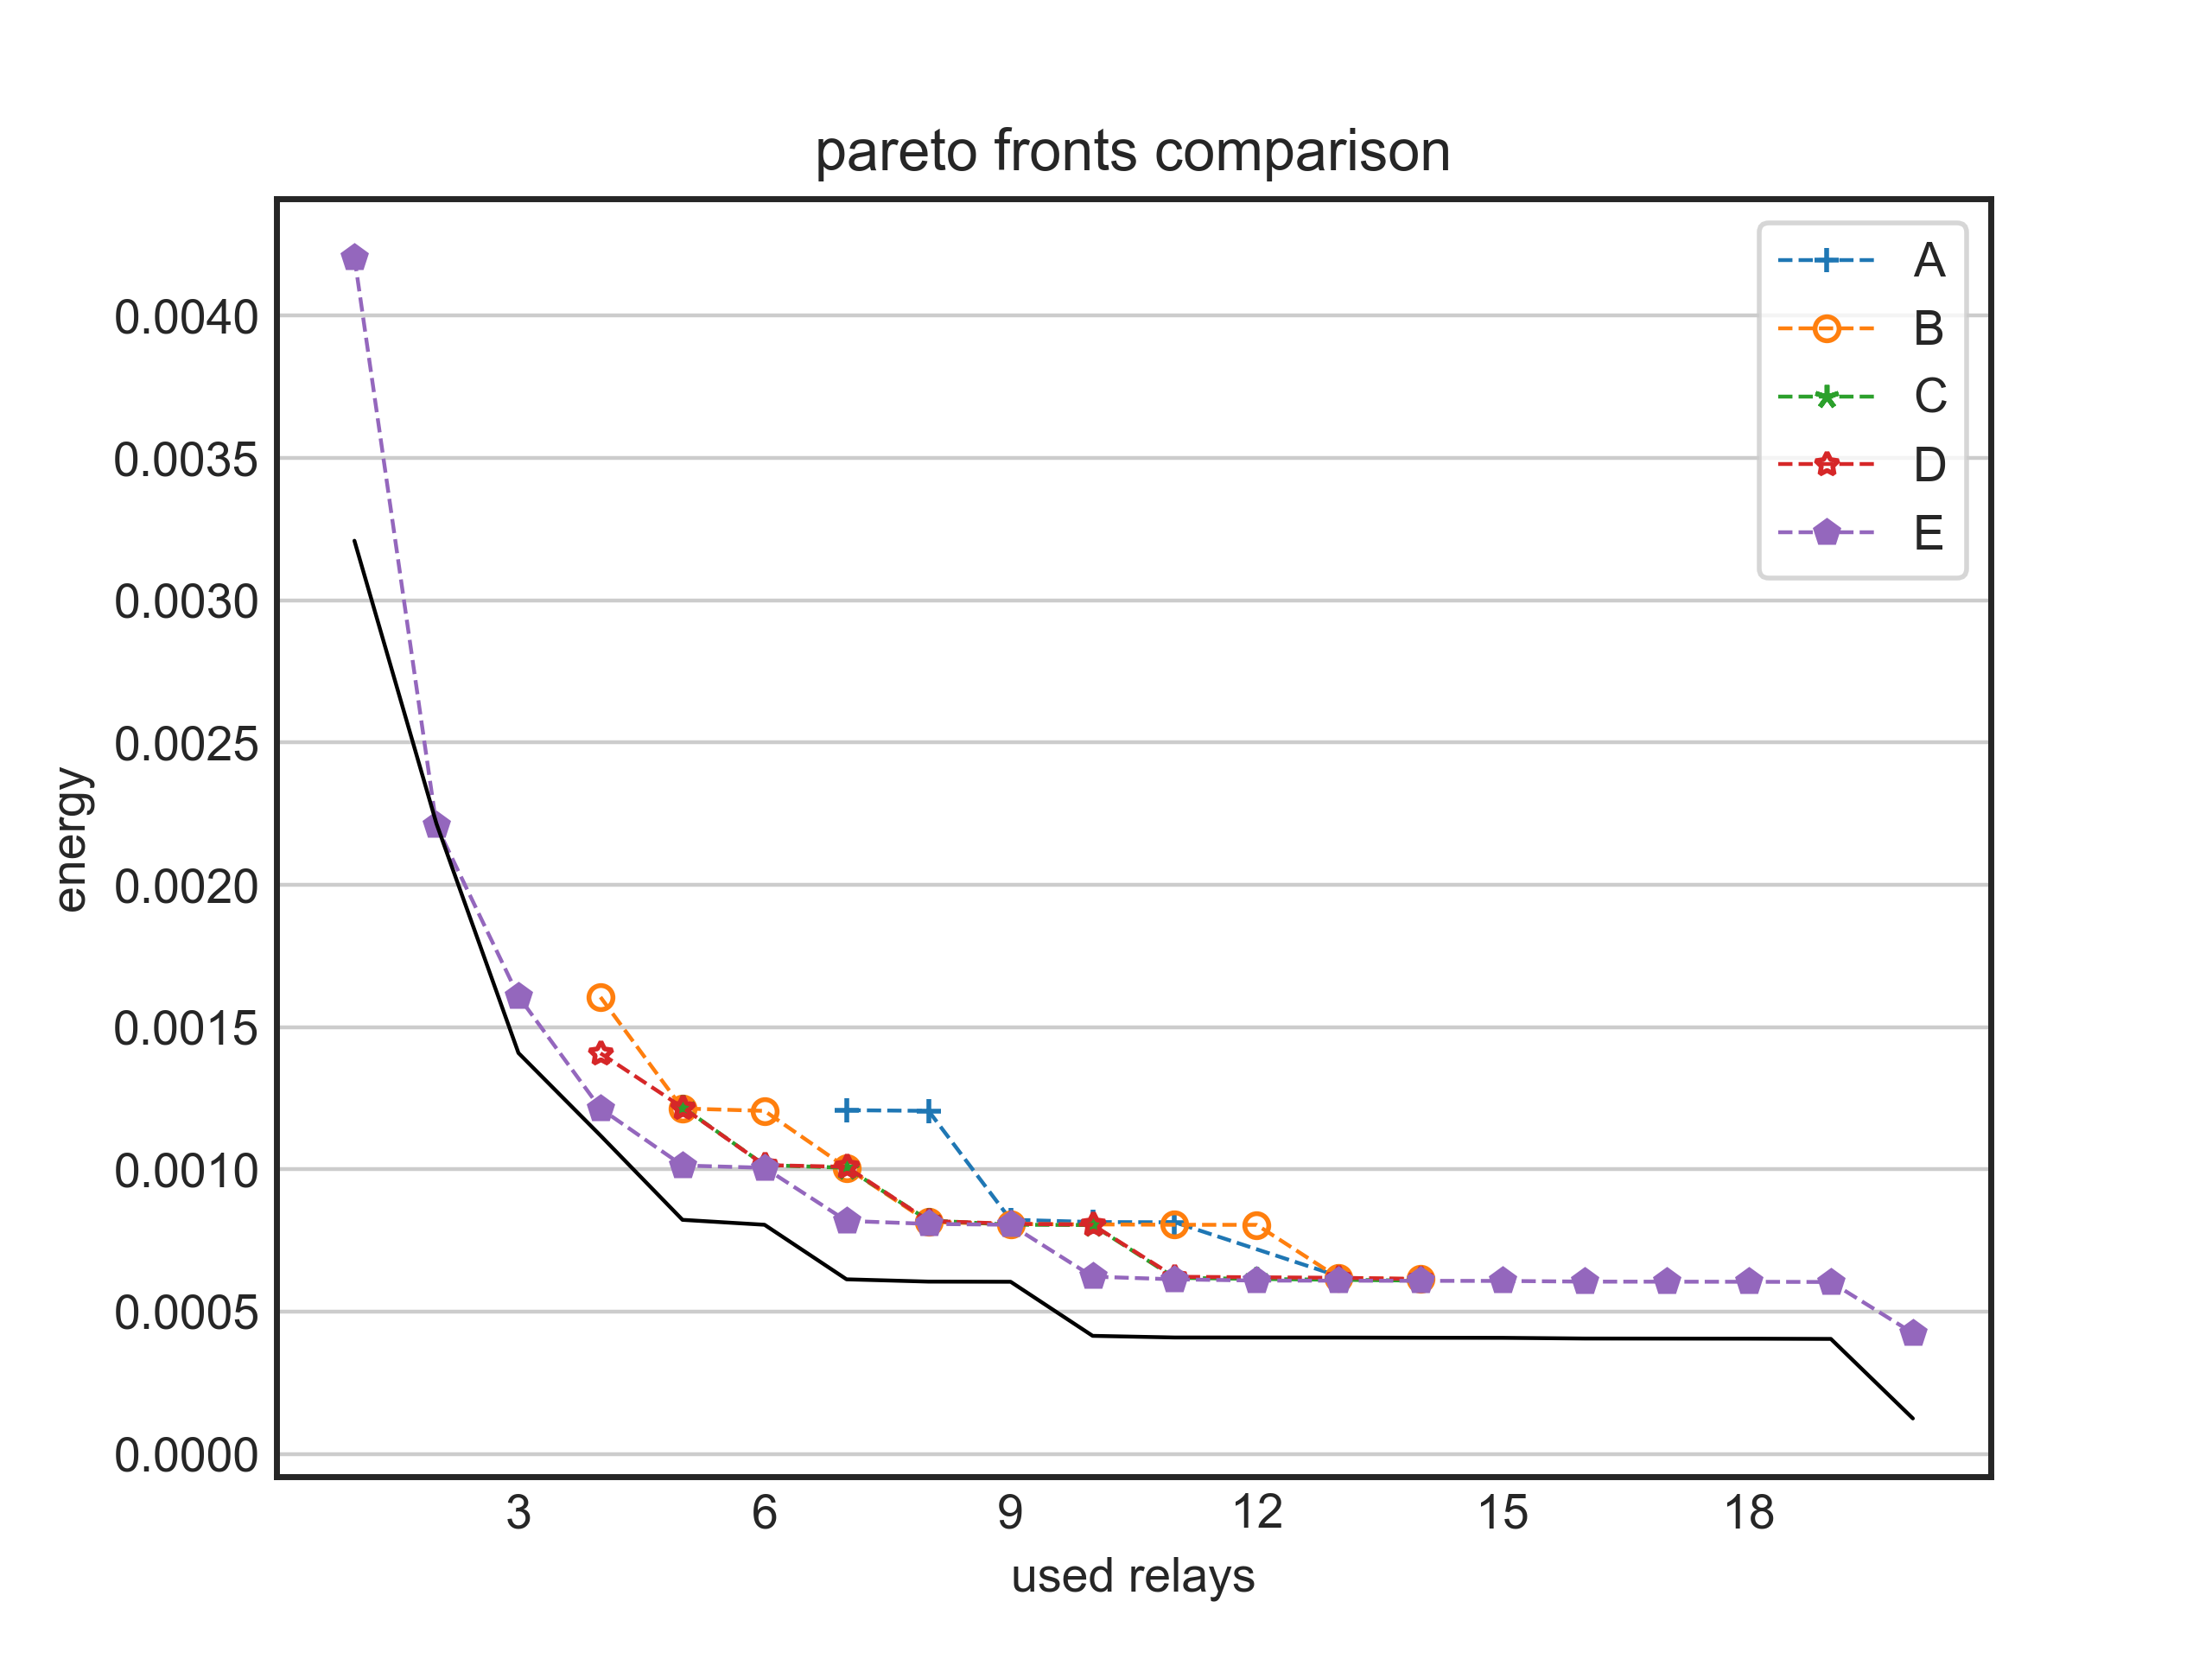 pareto fronts comparison
A
B
C
D
E
0.0040
0.0035
0.0030
0.0025
0.0020
0.0015
0.0010
0.0005
0.0000
energy
3 6 9 12 15 18
used relays